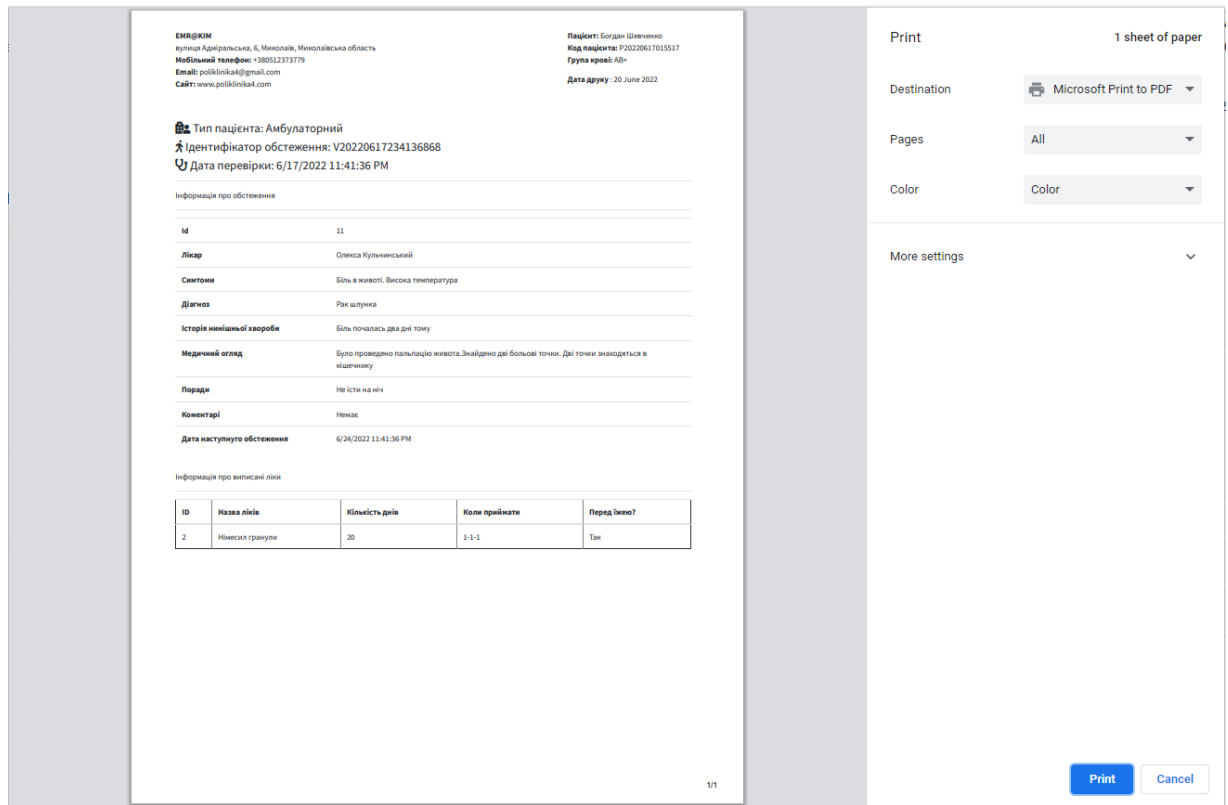 EMR@KIM
вулиця Адміральська, 6, Миколаїв, Миколаївська область
Мобільний телефон: +380512373779
Email: poliklinika4@gmail.com
Сайт: www.poliklinika4.com
Пацієнт: Богдан Шевченко
Код пацієнта: P20220617015517
Група крові: AB+
Дата друку : 20 June 2022
Тип пацієнта: Амбулаторний
Ідентифікатор обстеження: V20220617234136868
Дата перевірки: 6/17/2022 11:41:36 PM
Інформація про обстеження
Id 11
Лікар Олекса Кульчинський
Симтоми Біль в животі. Висока температура
Діагноз Рак шлунка
Історія нинішньої хвороби Біль почалась два дні тому
Медичний огляд Було проведено пальпацію живота.Знайдено дві больові точки. Дві точки знаходяться в
кішечнику
Поради Не їсти на ніч
Коментарі Немає
Дата наступнуго обстеження 6/24/2022 11:41:36 PM
Інформація про виписані ліки
ID Назва ліків Кількість днів Коли приймати Перед їжею?
2 Німесил гранули 20 1-1-1 Так
1/1
Print 1 sheet of paper
Destination Microsoft Print to PDF
Pages All
Color Color
More settings
Print Cancel